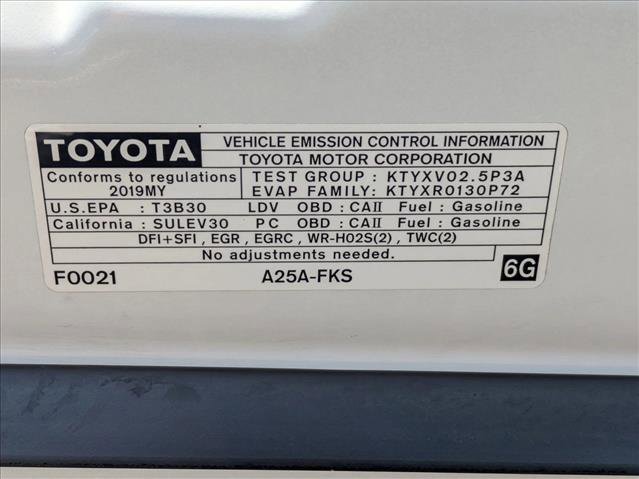 TOYOTA
VEHICLE EMISSION CONTROL INFORMATION
TOYOTA MOTOR CORPORATION
Conforms to regulations
2019MY
TEST GROUP : KTYXV02.5P3A
EVAP FAMILY: KTYXR0130P72
U.S.EPA : T3B30 LDV OBD : CAII Fuel : Gasoline
California : SULEV30 PC OBD : CAII Fuel : Gasoline
DFI+SFI , EGR , EGRC , WR-HO2S(2) , TWC(2)
No adjustments needed.
F0021 A25A-FKS 6G